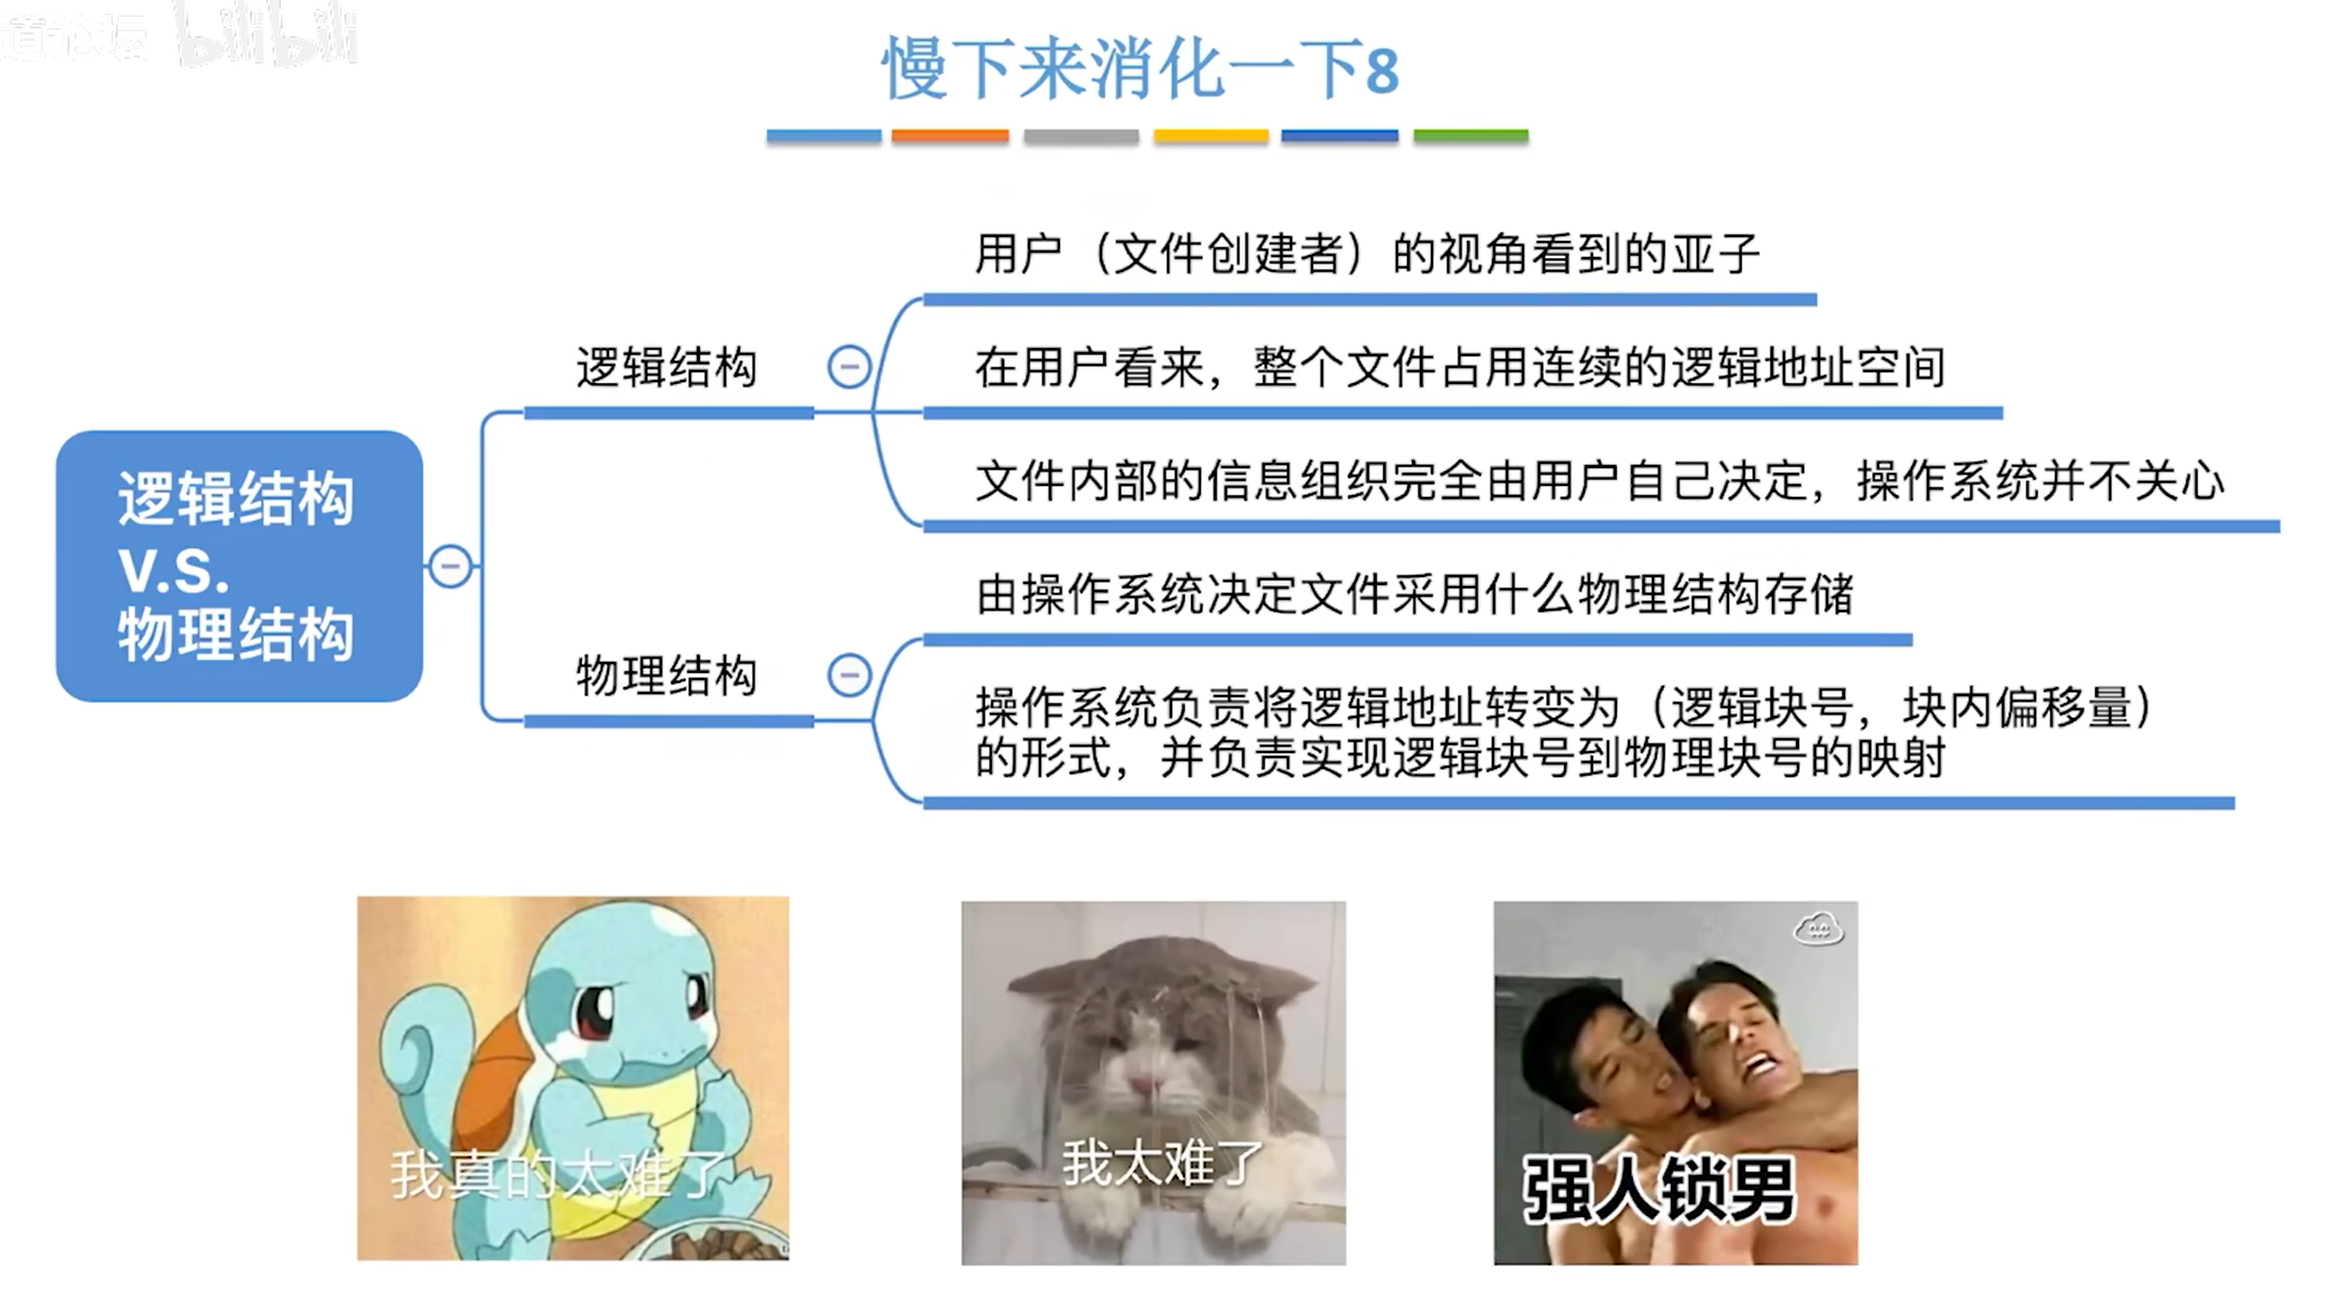 道论坛 bilibili
慢下来消化一下8
用户（文件创建者）的视角看到的亚子
逻辑结构
在用户看来，整个文件占用连续的逻辑地址空间
文件内部的信息组织完全由用户自己决定，操作系统并不关心
逻辑结构
V.S.
物理结构
由操作系统决定文件采用什么物理结构存储
物理结构
操作系统负责将逻辑地址转变为（逻辑块号，块内偏移量）
的形式，并负责实现逻辑块号到物理块号的映射
我真的太难了
我太难了
强人锁男